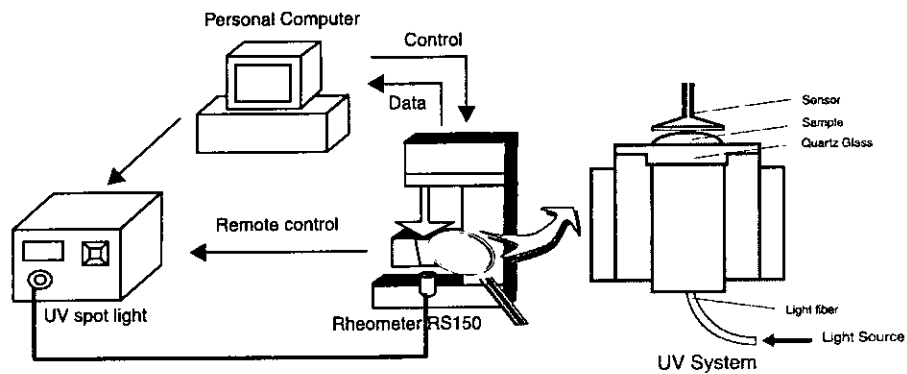 Personal Computer
Control
Data
Sensor
Sample
Quartz Glass
Remote control
UV spot light
Rheometer RS150
Light fiber
Light Source
UV System